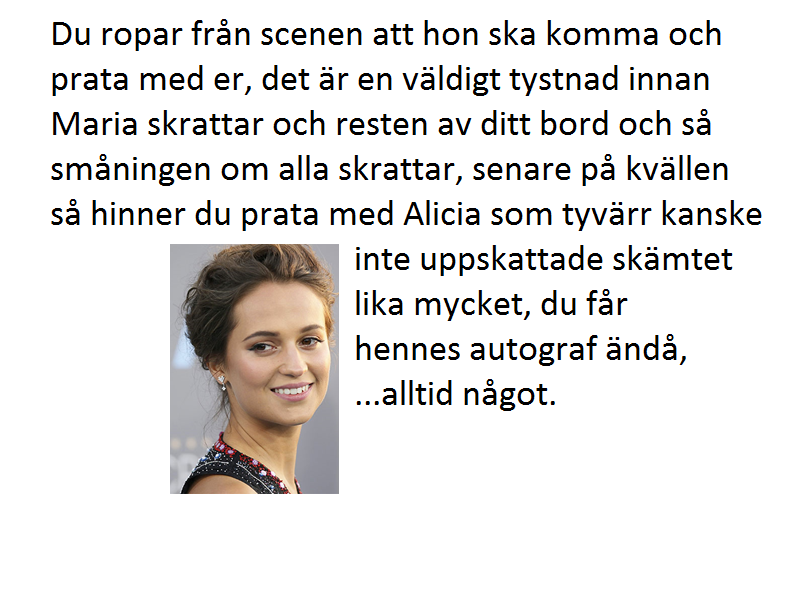 Du ropar från scenen att hon ska komma och
prata med er, det är en väldigt tystnad innan
Maria skrattar och resten av ditt bord och så
småningen om alla skrattar, senare på kvällen
så hinner du prata med Alicia som tyvärr kanske
inte uppskattade skämtet
lika mycket, du får
hennes autograf ändå,
...alltid något.